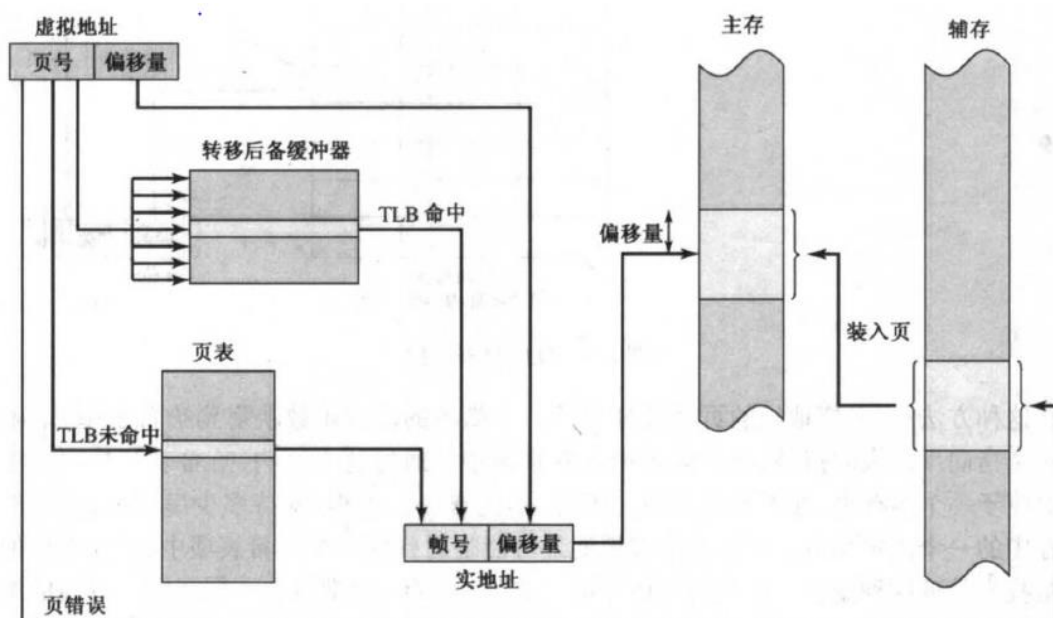 虚拟地址
页号 偏移量
主存
辅存
转移后备缓冲器
TLB 命中
偏移量
装入页
页表
TLB未命中
帧号 偏移量
实地址
页错误